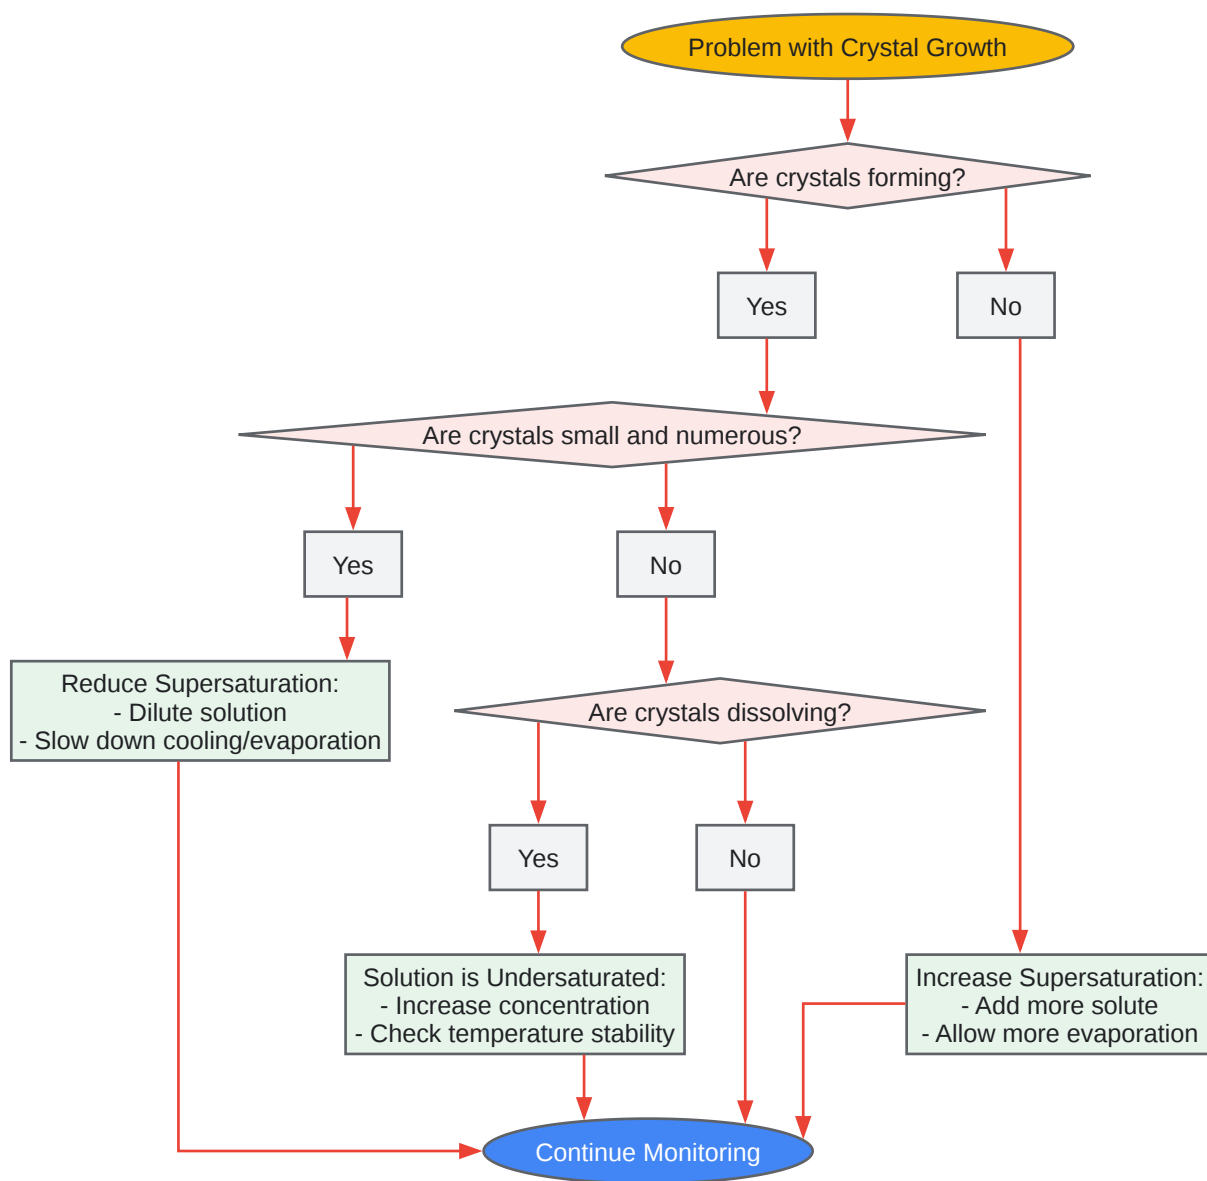 Problem with Crystal Growth
Are crystals forming?
Yes
No
Are crystals small and numerous?
Yes
No
Reduce Supersaturation:
- Dilute solution
- Slow down cooling/evaporation
Are crystals dissolving?
Yes
No
Solution is Undersaturated:
- Increase concentration
- Check temperature stability
Increase Supersaturation:
- Add more solute
- Allow more evaporation
Continue Monitoring